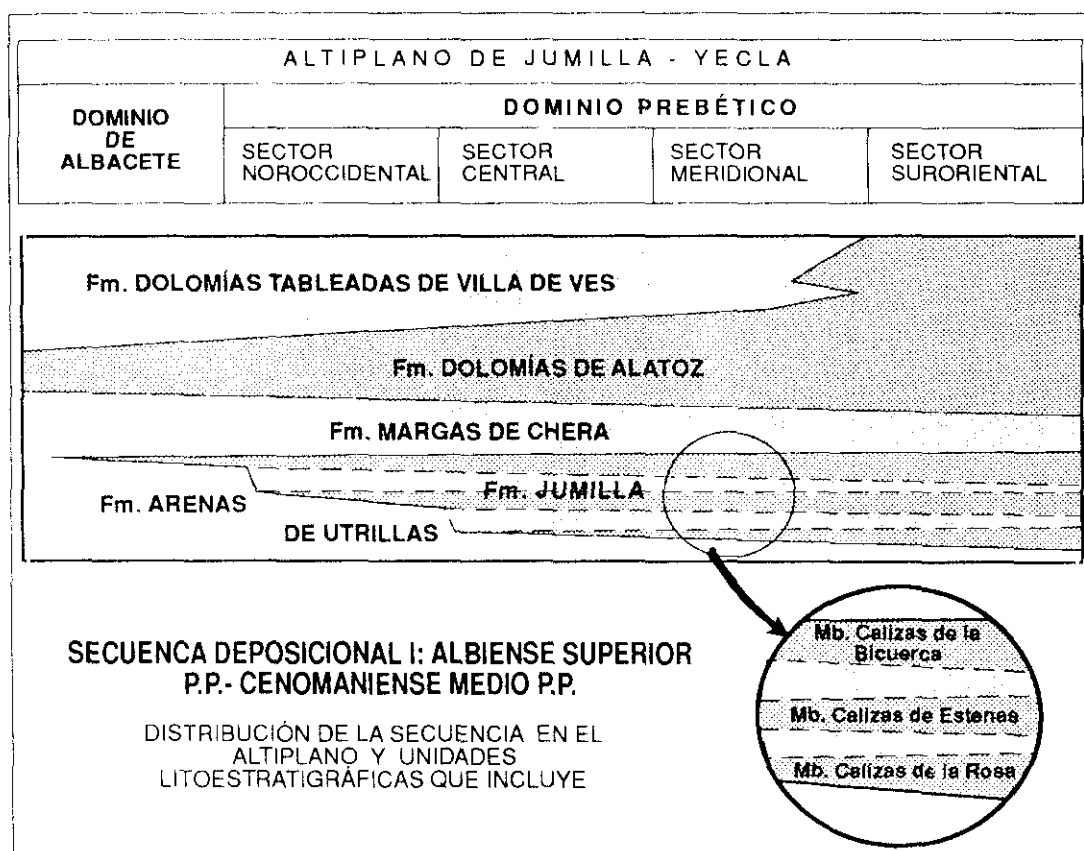 ALTIPLANO DE JUMILLA - YECLA
DOMINIO
DE
ALBACETE
DOMINIO PREBÉTICO
SECTOR
NOROCCIDENTAL
SECTOR
CENTRAL
SECTOR
MERIDIONAL
SECTOR
SURORIENTAL
Fm. DOLOMÍAS TABLEADAS DE VILLA DE VES
Fm. DOLOMÍAS DE ALATOZ
Fm. MARGAS DE CHERA
Fm. JUMILLA
Fm. ARENAS
DE UTRILLAS
Mb. Calizas de la
Bicuerca
Mb. Calizas de Estenas
Mb. Calizas de la Rosa
SECUENCA DEPOSICIONAL I: ALBIENSE SUPERIOR
P.P.- CENOMANIENSE MEDIO P.P.
DISTRIBUCIÓN DE LA SECUENCIA EN EL
ALTIPLANO Y UNIDADES
LITOESTRATIGRÁFICAS QUE INCLUYE